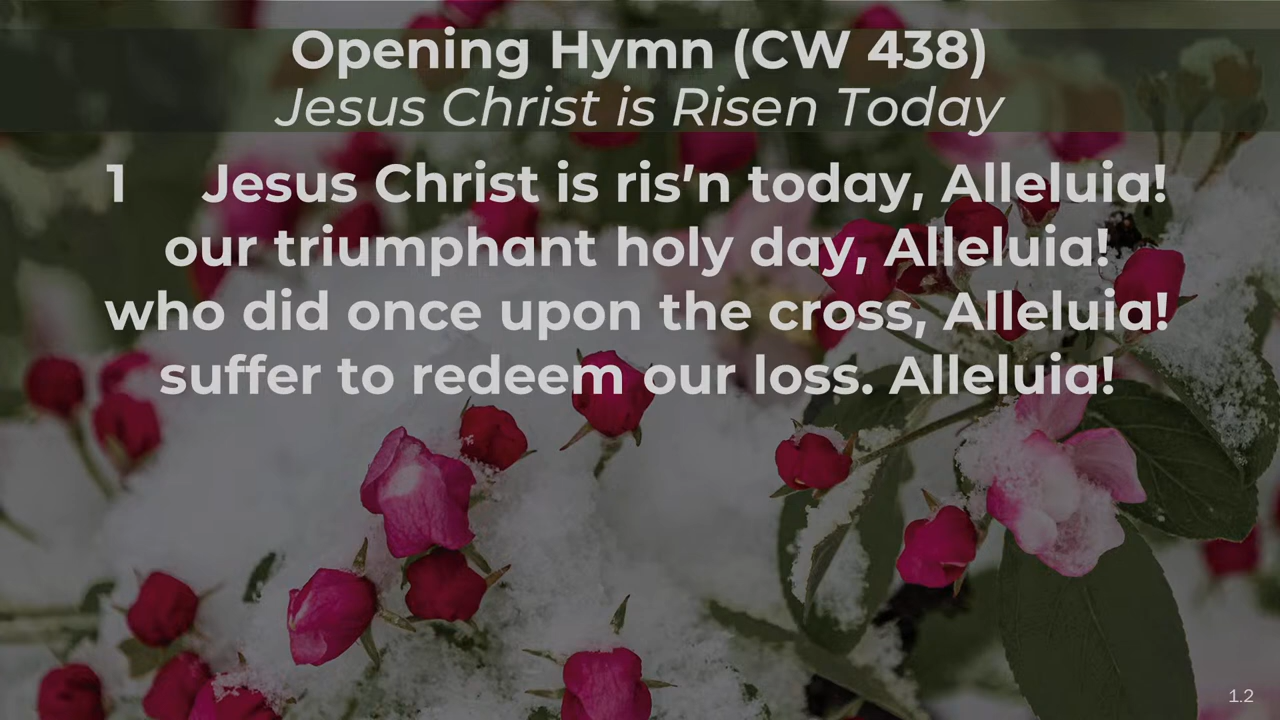 Opening Hymn (CW 438)
Jesus Christ is Risen Today
1 Jesus Christ is ris’n today, Alleluia!
our triumphant holy day, Alleluia!
who did once upon the cross, Alleluia!
suffer to redeem our loss. Alleluia!
1.2